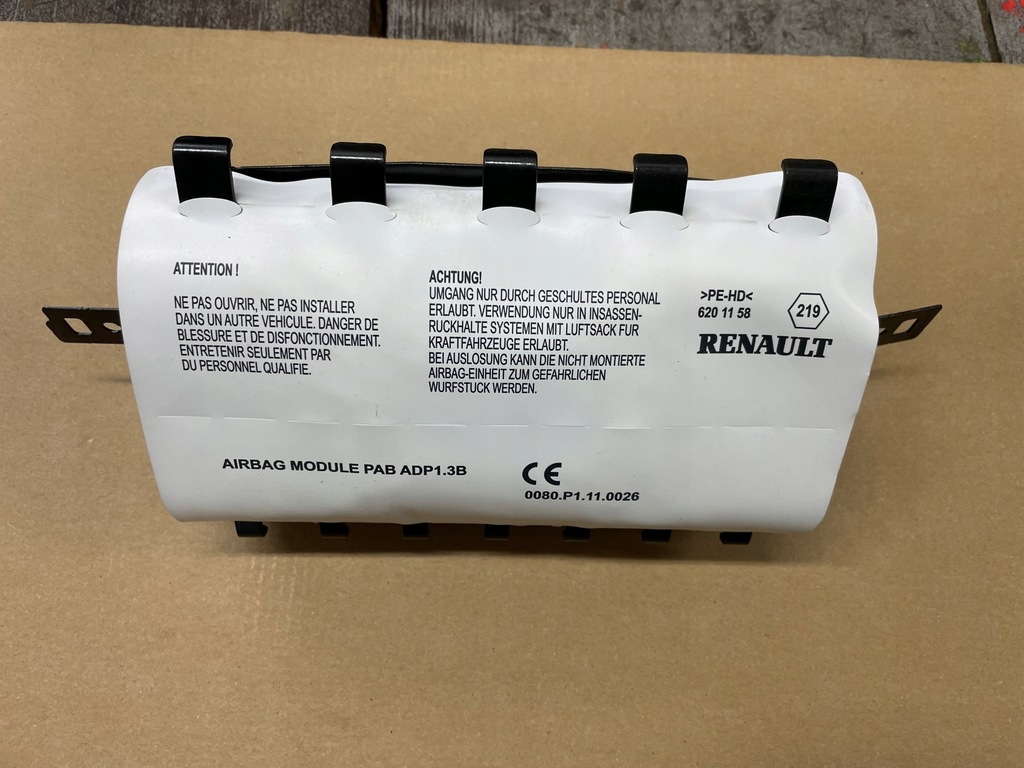 ATTENTION !
NE PAS OUVRIR, NE PAS INSTALLER
DANS UN AUTRE VEHICULE. DANGER DE
BLESSURE ET DE DISFONCTIONEMENT.
ENTRETENIR SEULEMENT PAR
DU PERSONNEL QUALIFIE.
ACHTUNG!
UMGANG NUR DURCH GESCHULTES PERSONAL
ERLAUBT. VERWENDUNG NUR IN INSASSEN-
RUCKHALTE SYSTEMEN MIT LUFTSACK FUR
KRAFTFAHRZEUGE ERLAUBT.
BEI AUSLOSUNG KANN DIE NICHT MONTIERTE
AIRBAG-EINHEIT ZUM GEFAHRLICHEN
WURFSTUCK WERDEN.
>PE-HD<
620 11 58
219
RENAULT
AIRBAG MODULE PAB ADP1.3B
CE
0080.P1.11.0026